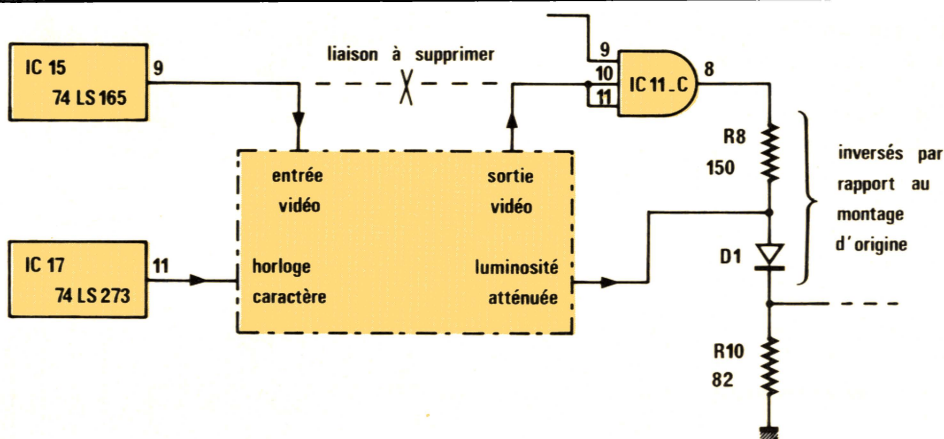 IC 15
74 LS 165
9
liaison à supprimer
9
10
11
IC 11_C
8
R8
150
inversés par
rapport au
montage
d'origine
entrée
vidéo
sortie
vidéo
IC 17
74 LS 273
11
horloge
caractère
luminosité
atténuée
D1
R10
82